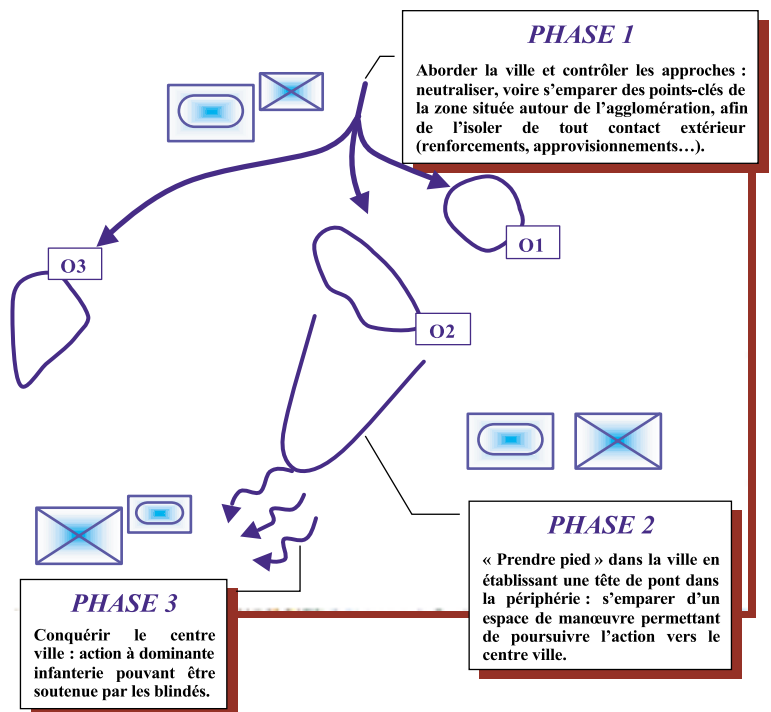 PHASE 1
Aborder la ville et contrôler les approches :
neutraliser, voire s’emparer des points-clés de
la zone située autour de l’agglomération, afin
de l’isoler de tout contact extérieur
(renforcements, approvisionnements…).
O1
O3
O2
PHASE 2
« Prendre pied » dans la ville en
établissant une tête de pont dans
la périphérie : s’emparer d’un
espace de manœuvre permettant
de poursuivre l’action vers le
centre ville.
PHASE 3
Conquérir le centre
ville : action à dominante
infanterie pouvant être
soutenue par les blindés.